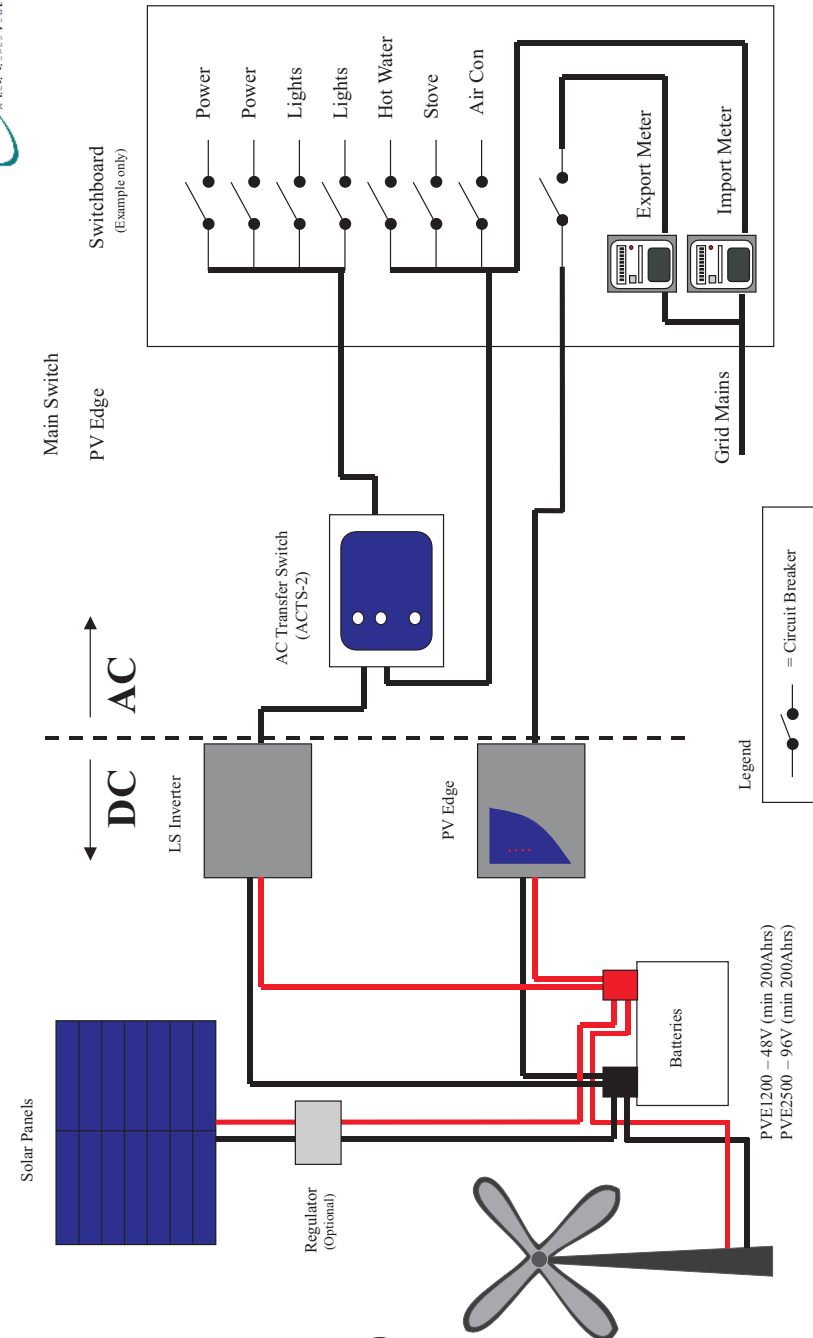 Switchboard
(Example only)
Power
Power
Lights
Lights
Hot Water
Stove
Air Con
Main Switch
PV Edge
Export Meter
Import Meter
Grid Mains
AC Transfer Switch
(ACTS-2)
AC
DC
LS Inverter
PV Edge
Legend
= Circuit Breaker
Solar Panels
Regulator
(Optional)
Batteries
PVE1200 – 48V (min 200Ahrs)
PVE2500 – 96V (min 200Ahrs)